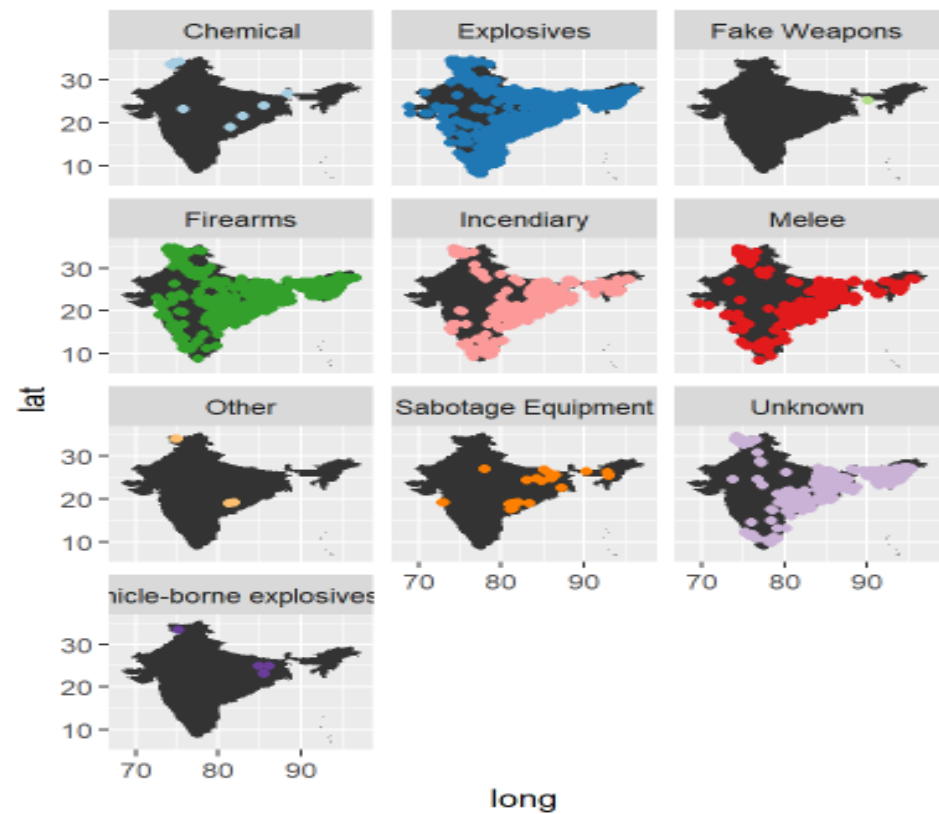 Chemical Explosives Fake Weapons
30
20
10
Firearms Incendiary Melee
30
20
10
lat
Other Sabotage Equipment Unknown
30
20
10
70 80 90 70 80 90
hicle-borne explosives
30
20
10
70 80 90
long